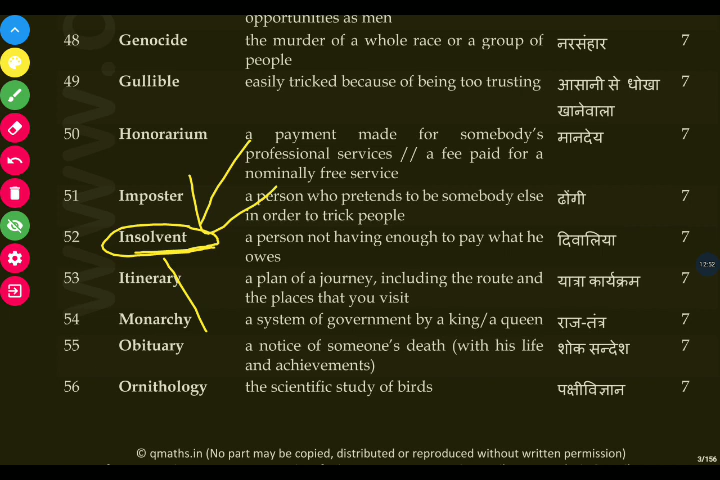 opportunities as men
48 Genocide the murder of a whole race or a group of people नरसंहार 7
49 Gullible easily tricked because of being too trusting आसानी से धोखा खानेवाला 7
50 Honorarium a payment made for somebody's professional services // a fee paid for a nominally free service मानदेय 7
51 Imposter a person who pretends to be somebody else in order to trick people ढोंगी 7
52 Insolvent a person not having enough to pay what he owes दिवालिया 7
53 Itinerary a plan of a journey, including the route and the places that you visit यात्रा कार्यक्रम 7
54 Monarchy a system of government by a king/a queen राज-तंत्र 7
55 Obituary a notice of someone's death (with his life and achievements) शोक सन्देश 7
56 Ornithology the scientific study of birds पक्षीविज्ञान 7
© qmaths.in (No part may be copied, distributed or reproduced without written permission)
3/156
12:52
www.